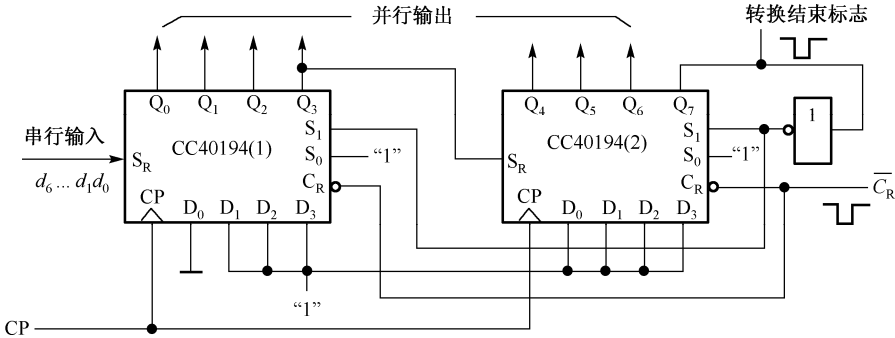 并行输出
转换结束标志
Q0 Q1 Q2 Q3
Q4 Q5 Q6 Q7
S1
S1
1
串行输入
CC40194(1)
CC40194(2)
SR
S0
“1”
SR
S0
“1”
d6 … d1d0
CR
CR
C̅R
CP
CP
D0 D1 D2 D3
D0 D1 D2 D3
“1”
CP